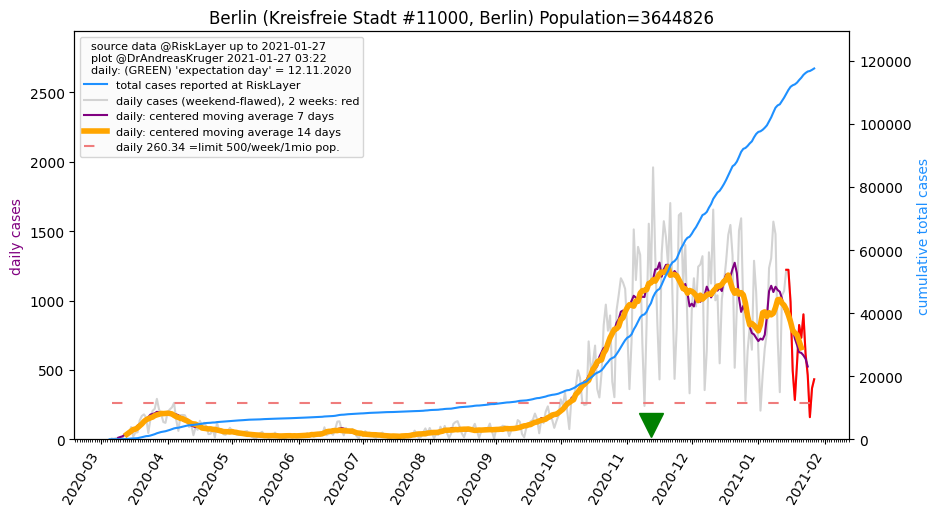 Berlin (Kreisfreie Stadt #11000, Berlin) Population=3644826
source data @RiskLayer up to 2021-01-27
plot @DrAndreasKruger 2021-01-27 03:22
daily: (GREEN) 'expectation day' = 12.11.2020
total cases reported at RiskLayer
daily cases (weekend-flawed), 2 weeks: red
daily: centered moving average 7 days
daily: centered moving average 14 days
daily 260.34 =limit 500/week/1mio pop.
daily cases
2500
2000
1500
1000
500
0
120000
100000
80000
60000
40000
20000
0
cumulative total cases
2020-03
2020-04
2020-05
2020-06
2020-07
2020-08
2020-09
2020-10
2020-11
2020-12
2021-01
2021-02